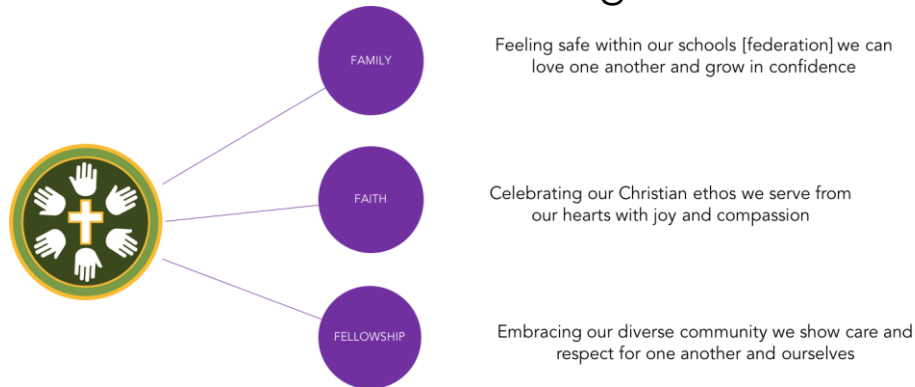 FAMILY
Feeling safe within our schools [federation] we can
love one another and grow in confidence
FAITH
Celebrating our Christian ethos we serve from
our hearts with joy and compassion
FELLOWSHIP
Embracing our diverse community we show care and
respect for one another and ourselves